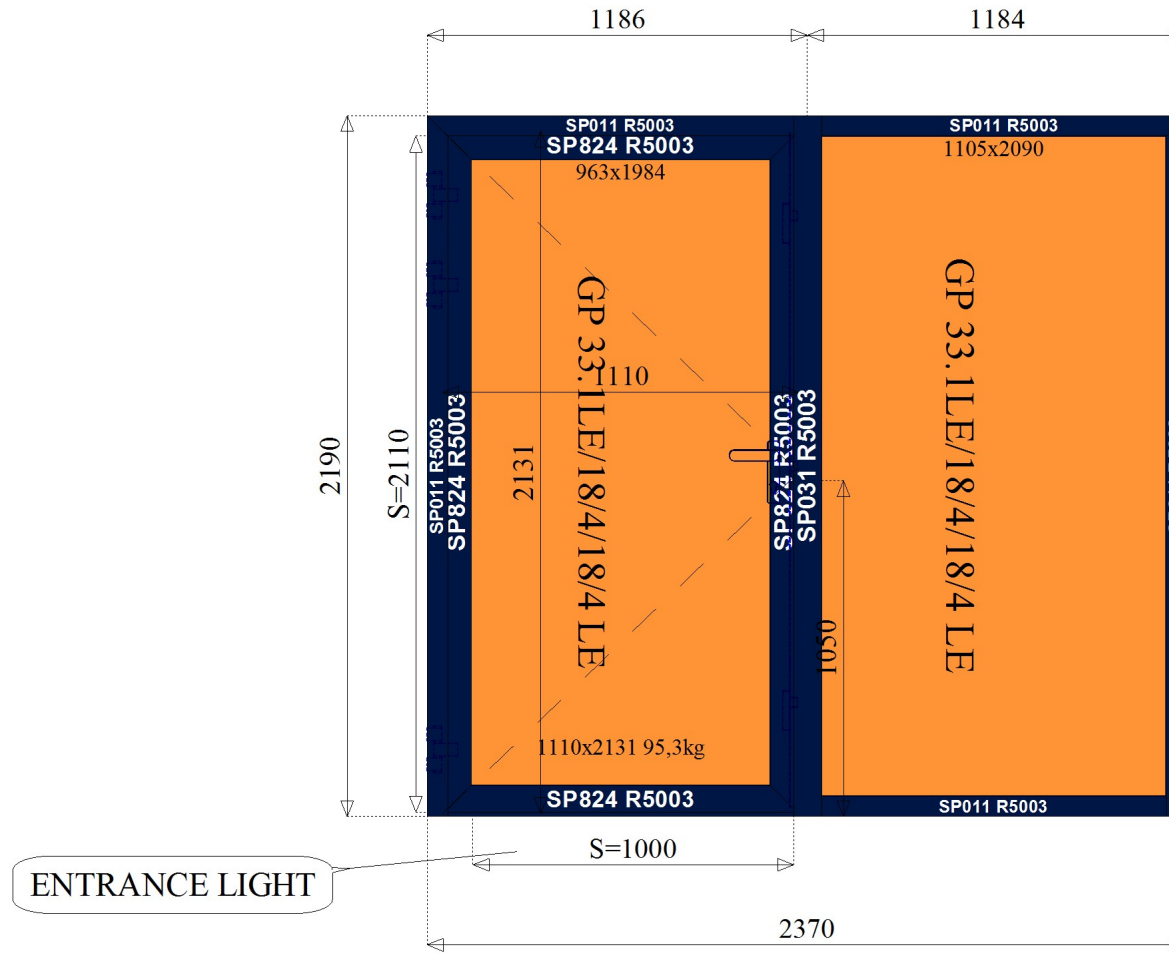 1186
1184
SP011 R5003
SP011 R5003
SP824 R5003
963x1984
1105x2090
GP 33.1LE/18/4/18/4 LE
GP 33.1LE/18/4/18/4 LE
1110
2190
S=2110
SP011 R5003
SP824 R5003
2131
SP824 R5003
SP031 R5003
1050
1110x2131 95,3kg
SP824 R5003
SP011 R5003
S=1000
ENTRANCE LIGHT
2370